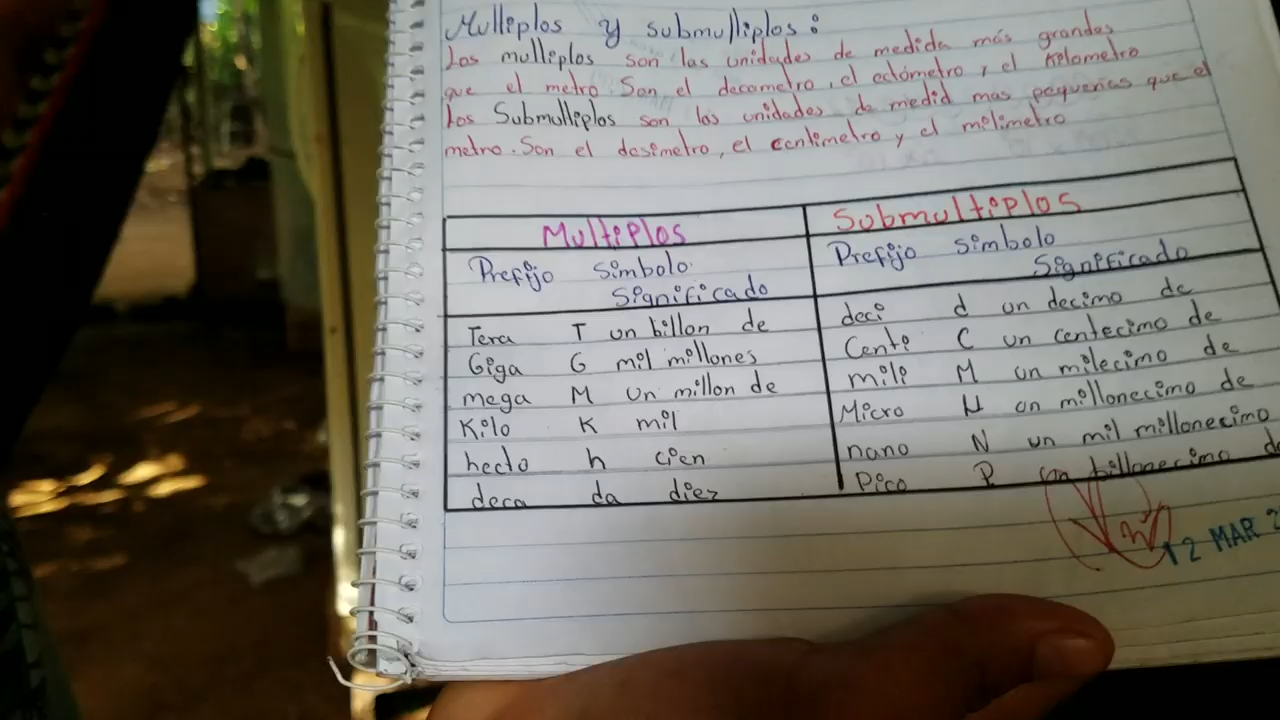 Multiplos y submultiplos:
Los multiplos son las unidades de medida más grandes
que el metro. Son el decametro, el ectómetro y el Kelometro
Los Submultiplos son las unidades de medid mas pequeñas que el
metro. Son el desimetro, el centimetro y el milimetro
Multiplos Submultiplos
Prefijo Simbolo Significado
Prefijo Simbolo Significado
Tera T un billon de
Giga G mil millones
mega M un millon de
Kilo K mil
hecto h cien
deca da diez
deci d un decimo de
Centi C un centecimo de
mili M un milecimo de
Micro un millonecimo de
nano N un mil millonecimo
Pico P un billonecimo de
12 MAR 2